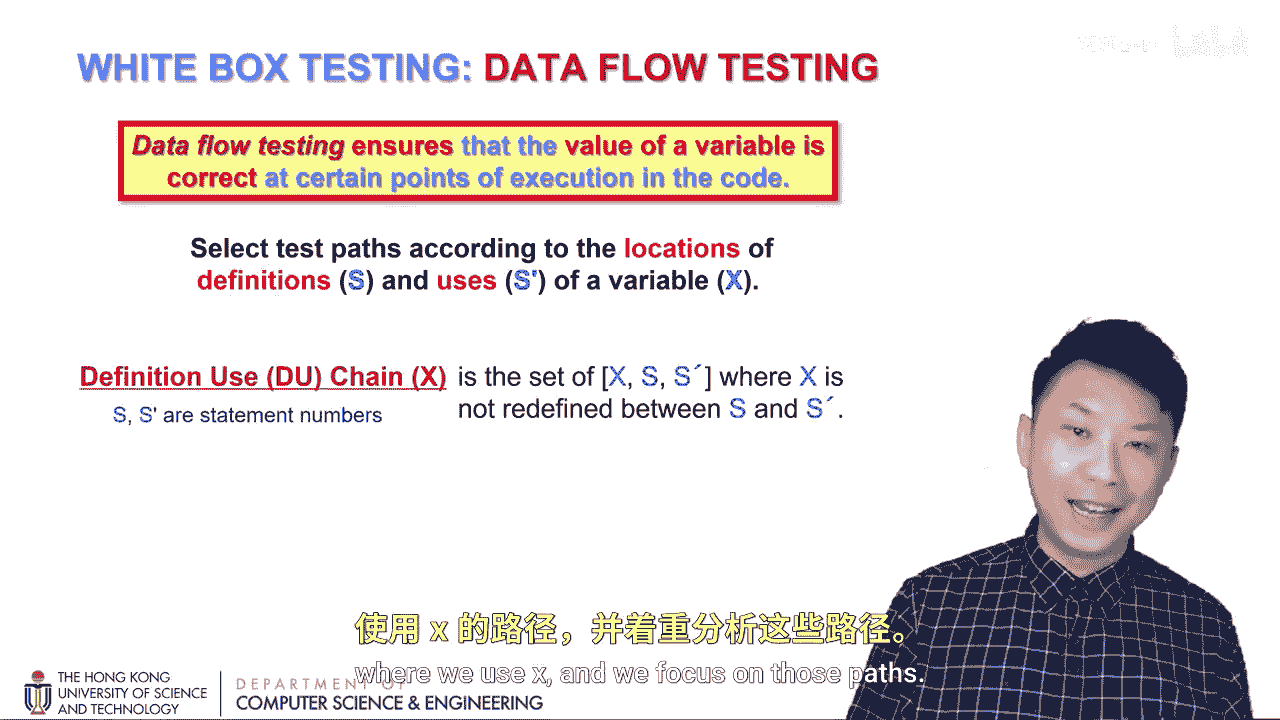 WHITE BOX TESTING: DATA FLOW TESTING
Data flow testing ensures that the value of a variable is
correct at certain points of execution in the code.
Select test paths according to the locations of
definitions (S) and uses (S') of a variable (X).
Definition Use (DU) Chain (X) is the set of [X, S, S´] where X is
S, S' are statement numbers
not redefined between S and S´.
使用 x 的路径，并着重分析这些路径。
where we use x, and we focus on those paths.
THE HONG KONG
UNIVERSITY OF SCIENCE
AND TECHNOLOGY
DEPARTMENT OF
COMPUTER SCIENCE & ENGINEERING